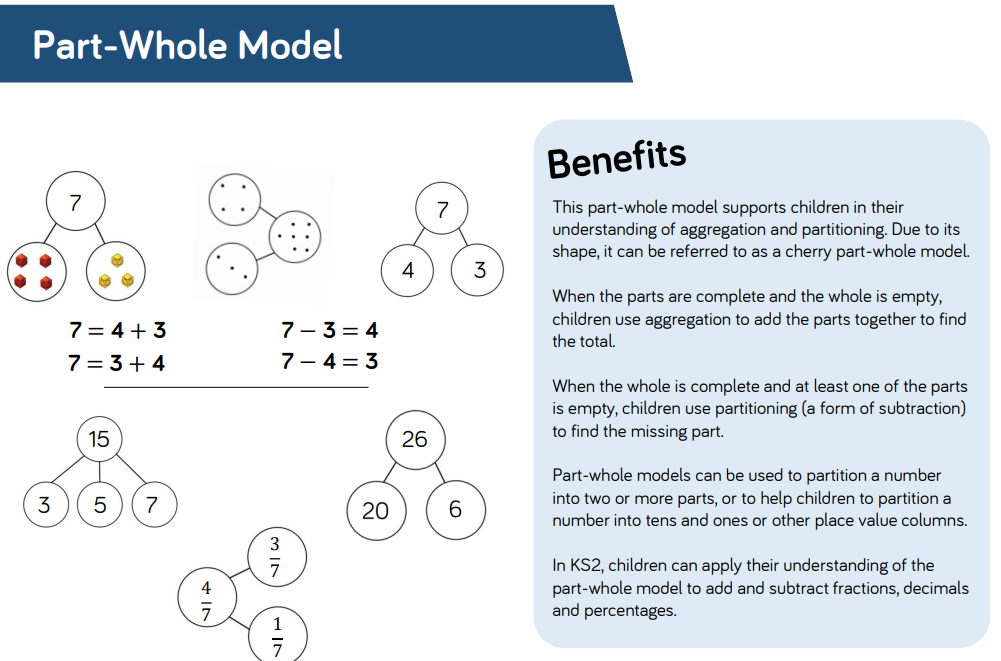 Part-Whole Model
7
7
4 3
7 = 4 + 3
7 = 3 + 4
7 − 3 = 4
7 − 4 = 3
15
3 5 7
26
20 6
3/7
4/7
1/7
Benefits
This part-whole model supports children in their
understanding of aggregation and partitioning. Due to its
shape, it can be referred to as a cherry part-whole model.
When the parts are complete and the whole is empty,
children use aggregation to add the parts together to find
the total.
When the whole is complete and at least one of the parts
is empty, children use partitioning (a form of subtraction)
to find the missing part.
Part-whole models can be used to partition a number
into two or more parts, or to help children to partition a
number into tens and ones or other place value columns.
In KS2, children can apply their understanding of the
part-whole model to add and subtract fractions, decimals
and percentages.